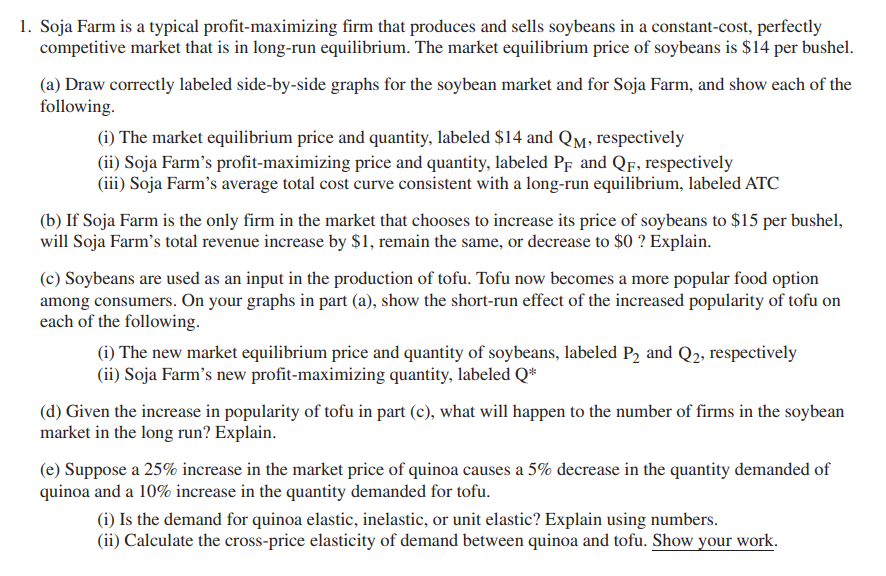 1. Soja Farm is a typical profit-maximizing firm that produces and sells soybeans in a constant-cost, perfectly
competitive market that is in long-run equilibrium. The market equilibrium price of soybeans is $14 per bushel.
(a) Draw correctly labeled side-by-side graphs for the soybean market and for Soja Farm, and show each of the
following.
(i) The market equilibrium price and quantity, labeled $14 and Q_M, respectively
(ii) Soja Farm's profit-maximizing price and quantity, labeled P_F and Q_F, respectively
(iii) Soja Farm's average total cost curve consistent with a long-run equilibrium, labeled ATC
(b) If Soja Farm is the only firm in the market that chooses to increase its price of soybeans to $15 per bushel,
will Soja Farm's total revenue increase by $1, remain the same, or decrease to $0 ? Explain.
(c) Soybeans are used as an input in the production of tofu. Tofu now becomes a more popular food option
among consumers. On your graphs in part (a), show the short-run effect of the increased popularity of tofu on
each of the following.
(i) The new market equilibrium price and quantity of soybeans, labeled P₂ and Q₂, respectively
(ii) Soja Farm's new profit-maximizing quantity, labeled Q*
(d) Given the increase in popularity of tofu in part (c), what will happen to the number of firms in the soybean
market in the long run? Explain.
(e) Suppose a 25% increase in the market price of quinoa causes a 5% decrease in the quantity demanded of
quinoa and a 10% increase in the quantity demanded for tofu.
(i) Is the demand for quinoa elastic, inelastic, or unit elastic? Explain using numbers.
(ii) Calculate the cross-price elasticity of demand between quinoa and tofu. Show your work.